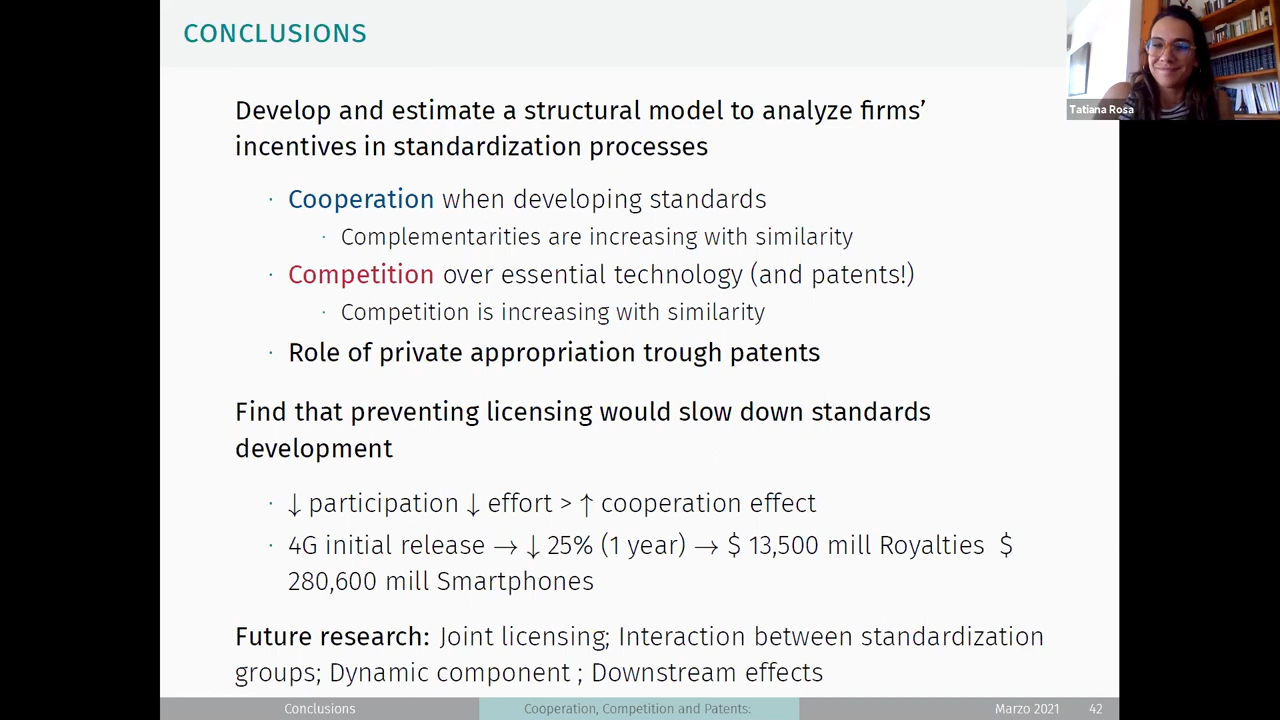 CONCLUSIONS
Tatiana Rosa
Develop and estimate a structural model to analyze firms’
incentives in standardization processes
· Cooperation when developing standards
· Complementarities are increasing with similarity
· Competition over essential technology (and patents!)
· Competition is increasing with similarity
· Role of private appropriation trough patents
Find that preventing licensing would slow down standards
development
· ↓ participation ↓ effort > ↑ cooperation effect
· 4G initial release → ↓ 25% (1 year) → $ 13,500 mill Royalties $
280,600 mill Smartphones
Future research: Joint licensing; Interaction between standardization
groups; Dynamic component ; Downstream effects
Conclusions Cooperation, Competition and Patents: Marzo 2021 42